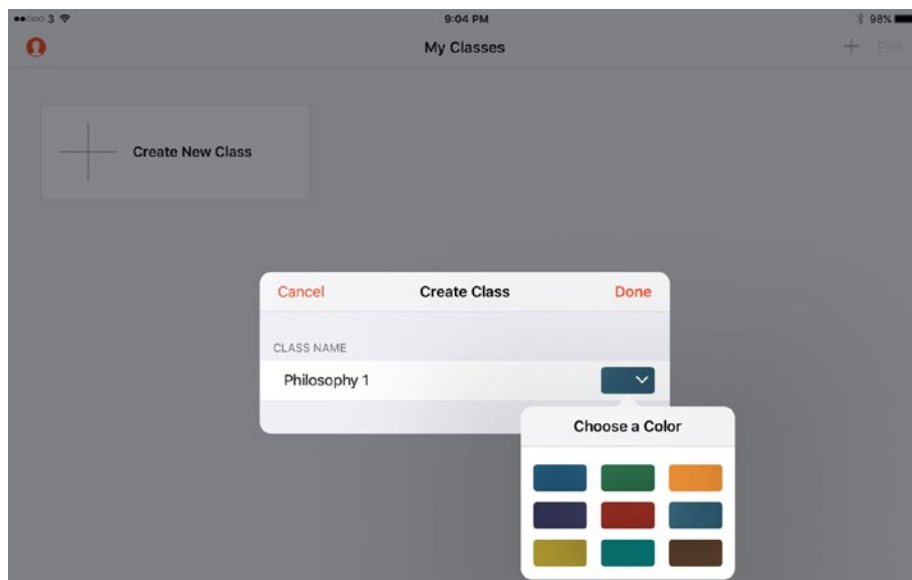 3 9:04 PM 98%
My Classes Edit
Create New Class
Cancel Create Class Done
CLASS NAME
Philosophy 1
Choose a Color